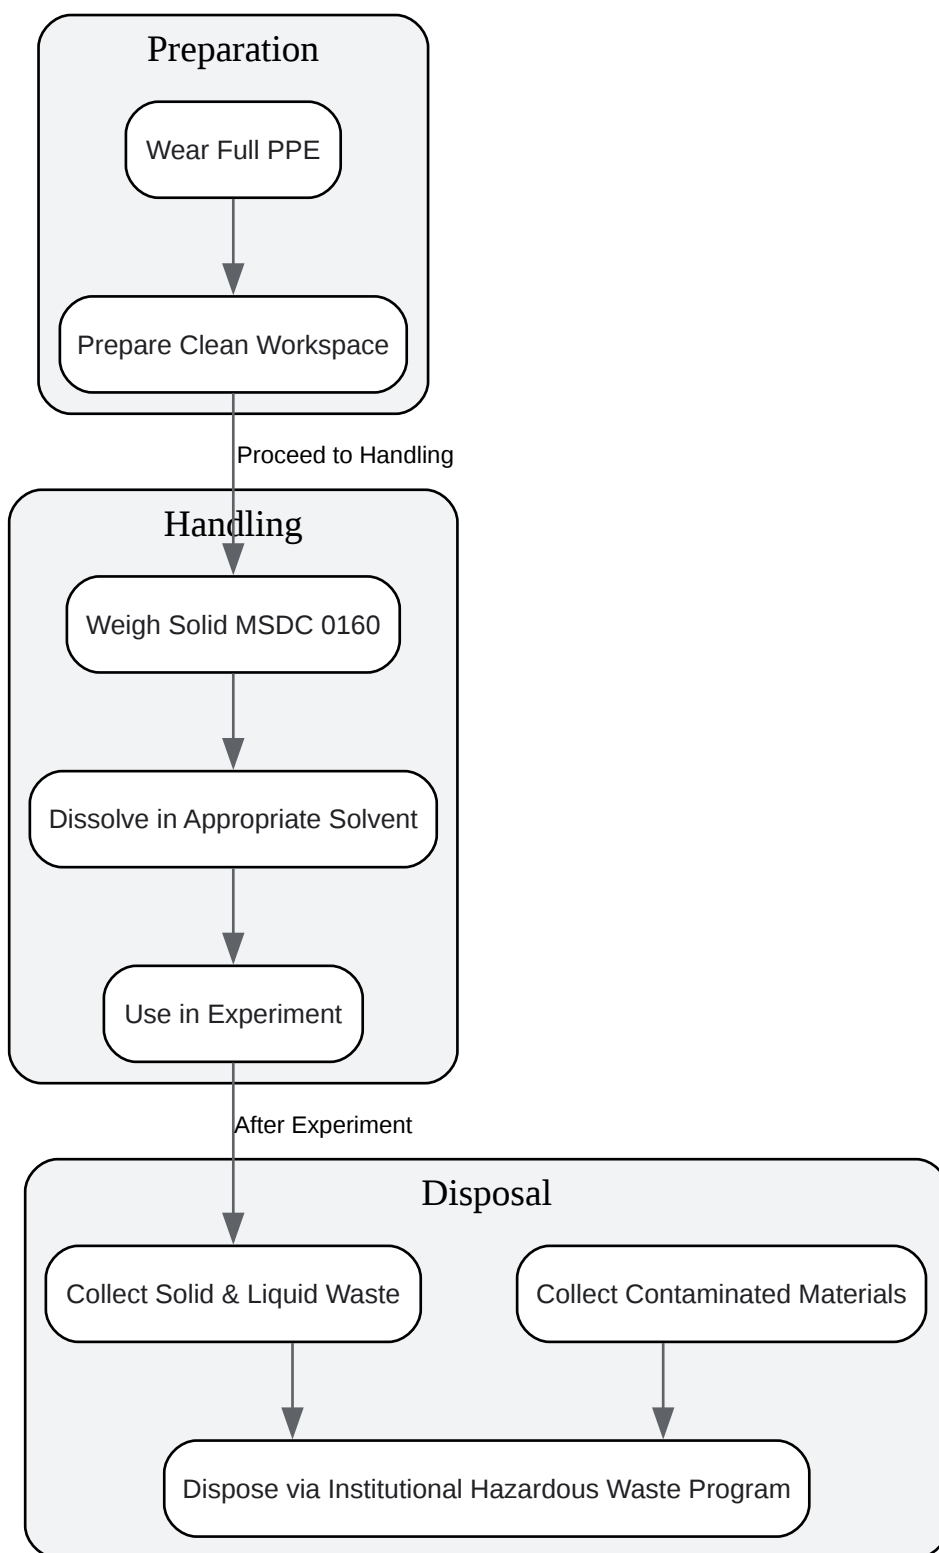 Preparation
Wear Full PPE
Prepare Clean Workspace
Proceed to Handling
Handling
Weigh Solid MSDC 0160
Dissolve in Appropriate Solvent
Use in Experiment
After Experiment
Disposal
Collect Solid & Liquid Waste
Collect Contaminated Materials
Dispose via Institutional Hazardous Waste Program